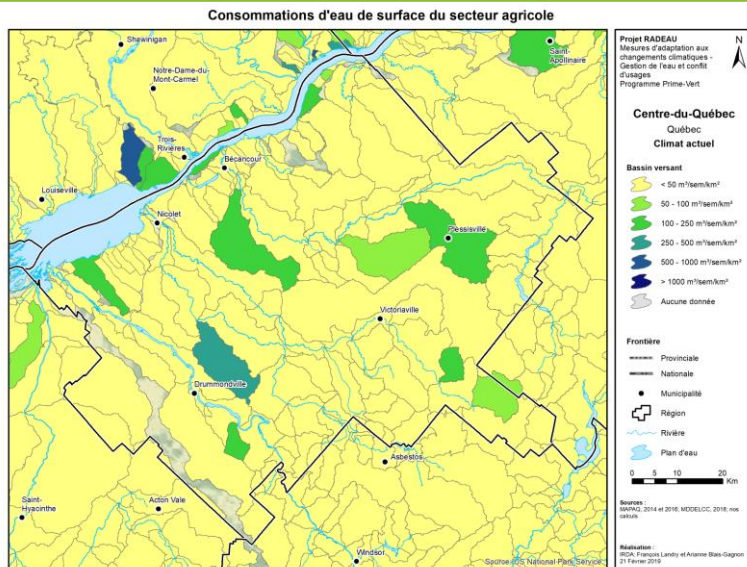 Consommations d'eau de surface du secteur agricole
Shawinigan
Notre-Dame-du-
Mont-Carmel
Trois-
Rivières
Bécancour
Louiseville
Nicolet
Saint-
Apollinaire
Plessisville
Victoriaville
Drummondville
Asbestos
Acton Vale
Saint-
Hyacinthe
Windsor
Source: US National Park Service
Projet RADEAU
Mesures d'adaptation aux
changements climatiques -
Gestion de l'eau et conflit
d'usages
Programme Prime-Vert
N
Centre-du-Québec
Québec
Climat actuel
Bassin versant
< 50 m³/sem/km²
50 - 100 m³/sem/km²
100 - 250 m³/sem/km²
250 - 500 m³/sem/km²
500 - 1000 m³/sem/km²
> 1000 m³/sem/km²
Aucune donnée
Frontière
Provinciale
Nationale
Municipalité
Région
Rivière
Plan d'eau
0 5 10 20
Km
Sources :
MAPAQ, 2014 et 2016; MDDELCC, 2018; nos
calculs
Réalisation :
IRDA: François Landry et Arianne Blais-Gagnon
21 Février 2019